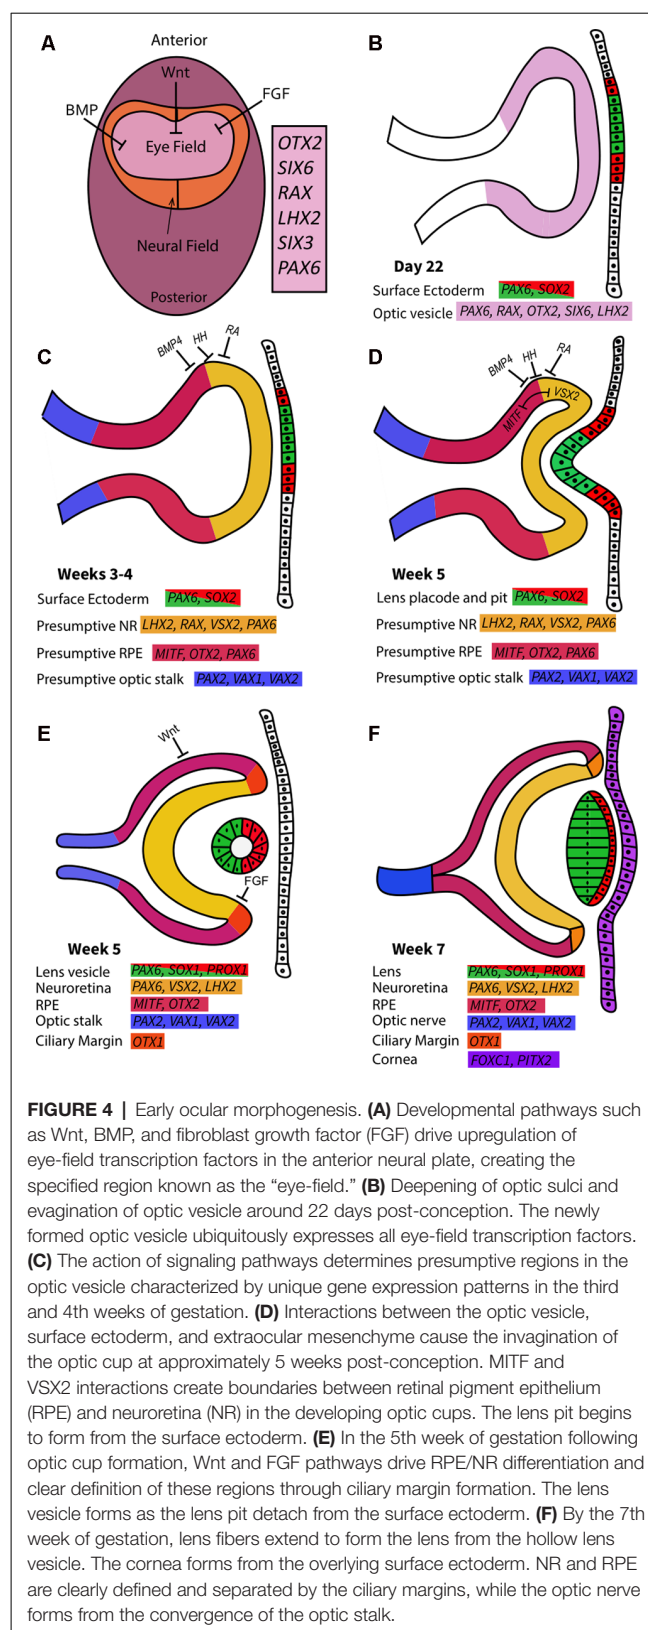 A
Anterior
Wnt
BMP
FGF
Eye Field
Neural Field
Posterior
OTX2
SIX6
RAX
LHX2
SIX3
PAX6
B
Day 22
Surface Ectoderm PAX6, SOX2
Optic vesicle PAX6, RAX, OTX2, SIX6, LHX2
C
BMP4
HH
RA
Weeks 3-4
Surface Ectoderm PAX6, SOX2
Presumptive NR LHX2, RAX, VSX2, PAX6
Presumptive RPE MITF, OTX2, PAX6
Presumptive optic stalk PAX2, VAX1, VAX2
D
BMP4
HH
RA
MITF
VSX2
Week 5
Lens placode and pit PAX6, SOX2
Presumptive NR LHX2, RAX, VSX2, PAX6
Presumptive RPE MITF, OTX2, PAX6
Presumptive optic stalk PAX2, VAX1, VAX2
E
Wnt
FGF
Week 5
Lens vesicle PAX6, SOX1, PROX1
Neuroretina PAX6, VSX2, LHX2
RPE MITF, OTX2
Optic stalk PAX2, VAX1, VAX2
Ciliary Margin OTX1
F
Week 7
Lens PAX6, SOX1, PROX1
Neuroretina PAX6, VSX2, LHX2
RPE MITF, OTX2
Optic nerve PAX2, VAX1, VAX2
Ciliary Margin OTX1
Cornea FOXC1, PITX2
FIGURE 4 | Early ocular morphogenesis. (A) Developmental pathways such
as Wnt, BMP, and fibroblast growth factor (FGF) drive upregulation of
eye-field transcription factors in the anterior neural plate, creating the
specified region known as the “eye-field.” (B) Deepening of optic sulci and
evagination of optic vesicle around 22 days post-conception. The newly
formed optic vesicle ubiquitously expresses all eye-field transcription factors.
(C) The action of signaling pathways determines presumptive regions in the
optic vesicle characterized by unique gene expression patterns in the third
and 4th weeks of gestation. (D) Interactions between the optic vesicle,
surface ectoderm, and extraocular mesenchyme cause the invagination of
the optic cup at approximately 5 weeks post-conception. MITF and
VSX2 interactions create boundaries between retinal pigment epithelium
(RPE) and neuroretina (NR) in the developing optic cups. The lens pit begins
to form from the surface ectoderm. (E) In the 5th week of gestation following
optic cup formation, Wnt and FGF pathways drive RPE/NR differentiation and
clear definition of these regions through ciliary margin formation. The lens
vesicle forms as the lens pit detach from the surface ectoderm. (F) By the 7th
week of gestation, lens fibers extend to form the lens from the hollow lens
vesicle. The cornea forms from the overlying surface ectoderm. NR and RPE
are clearly defined and separated by the ciliary margins, while the optic nerve
forms from the convergence of the optic stalk.